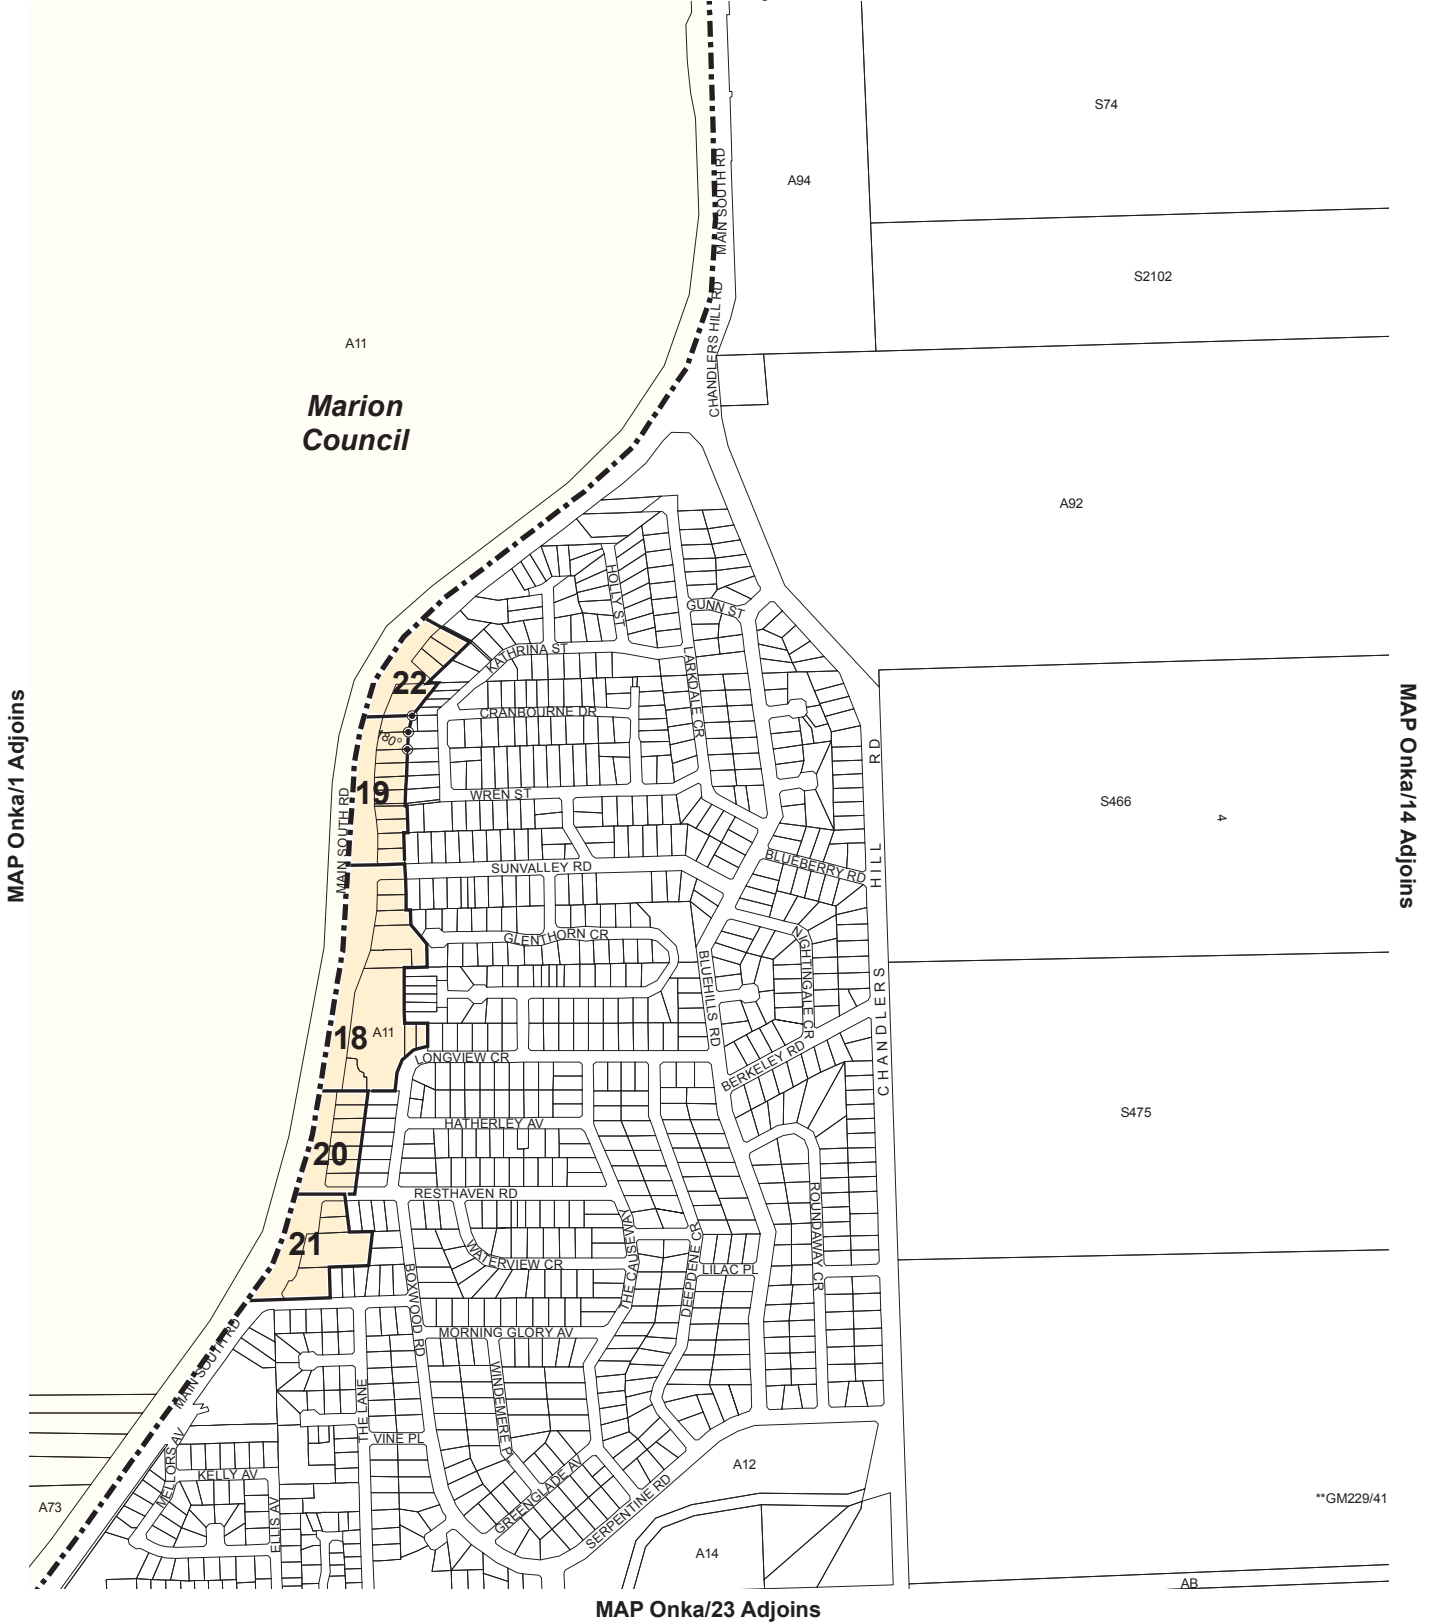 S74
MAIN SOUTH RD
A94
S2102
CHANDLERS HILL RD
A11
Marion
Council
A92
HOLLY ST
GUNN ST
KATHRINA ST
LARKDALE CR
22
CRANBOURNE DR
180°
MAP Onka/1 Adjoins
MAP Onka/14 Adjoins
19
WREN ST
MAIN SOUTH RD
S466
4
CHANDLERS HILL RD
BLUEBERRY RD
SUNVALLEY RD
GLENTHORN CR
NIGHTINGALE CR
BLUEHILLS RD
18
A11
LONGVIEW CR
BERKELEY RD
S475
HATHERLEY AV
20
RESTHAVEN RD
ROUNDAWAY CR
21
WATERVIEW CR
THE CAUSEWAY
DEEPDENE CR
LILAC PL
BOXWOOD RD
MORNING GLORY AV
MAIN SOUTH RD
WINDEMERE PL
THE LANE
VINE PL
MELLORS AV
KELLY AV
GREENGLADE AV
A12
SERPENTINE RD
A73
ELLIS AV
**GM229/41
A14
AB
MAP Onka/23 Adjoins